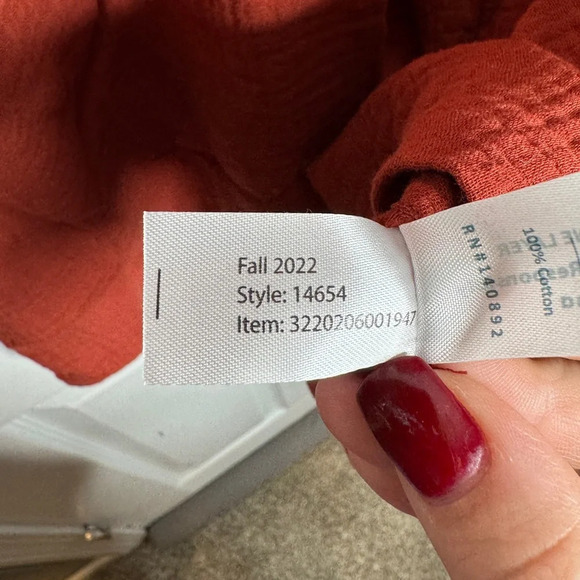 Fall 2022
Style: 14654
Item: 3220206001947
RN#140892
100% Cotton